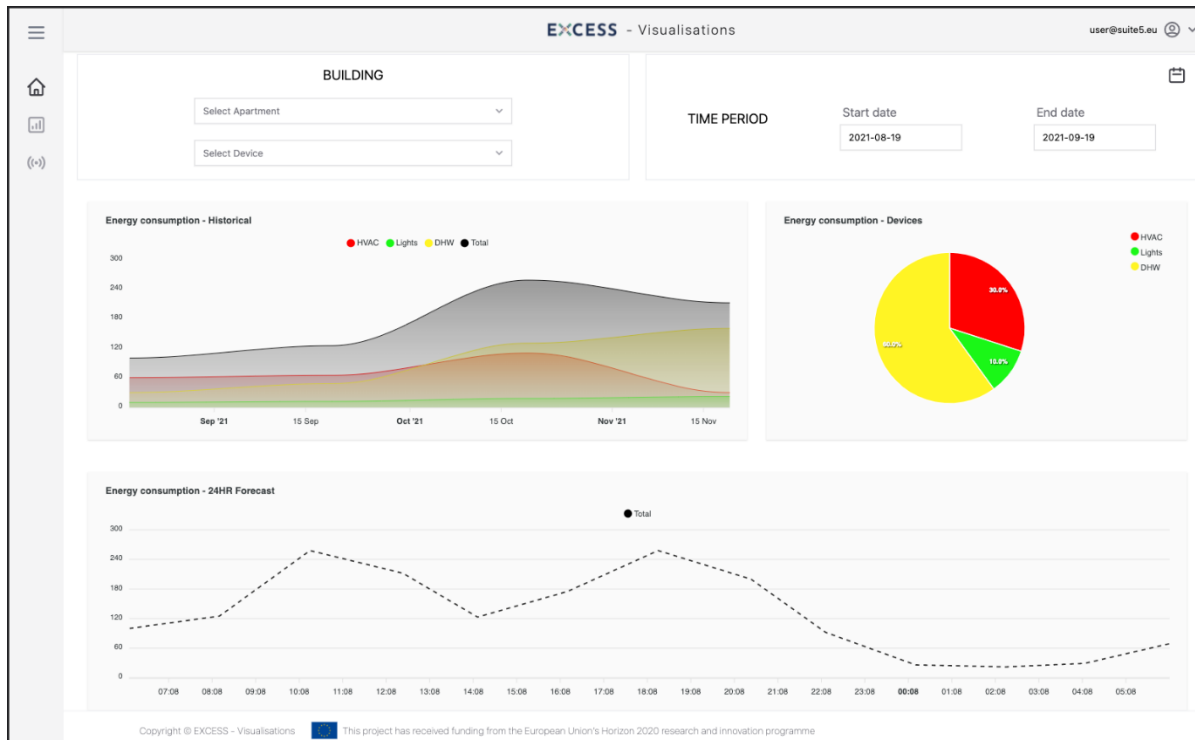 EXCESS - Visualisations
user@suite5.eu
BUILDING
Select Apartment
Select Device
TIME PERIOD
Start date
2021-08-19
End date
2021-09-19
Energy consumption - Historical
HVAC Lights DHW Total
300
240
180
120
60
0
Sep '21 15 Sep Oct '21 15 Oct Nov '21 15 Nov
Energy consumption - Devices
HVAC
Lights
DHW
30.0%
10.0%
60.0%
Energy consumption - 24HR Forecast
Total
300
240
180
120
60
0
07:08 08:08 09:08 10:08 11:08 12:08 13:08 14:08 15:08 16:08 17:08 18:08 19:08 20:08 21:08 22:08 23:08 00:08 01:08 02:08 03:08 04:08 05:08
Copyright © EXCESS - Visualisations This project has received funding from the European Union's Horizon 2020 research and innovation programme